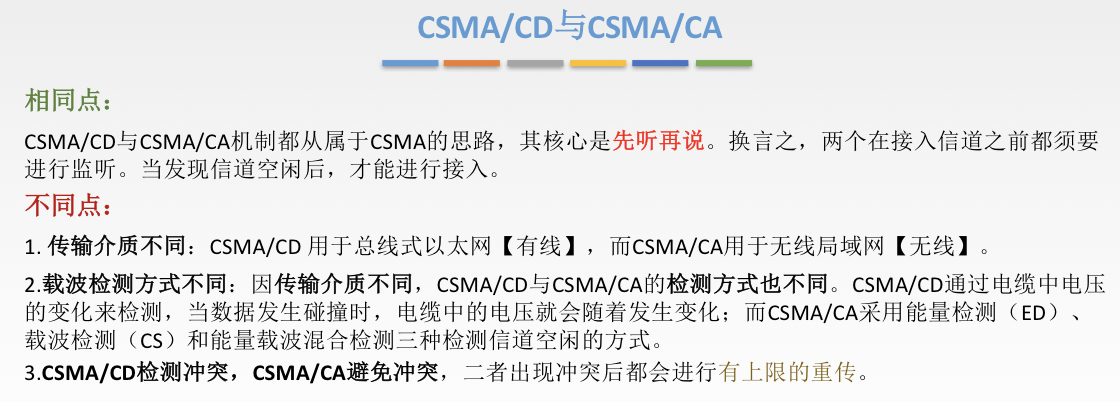 CSMA/CD与CSMA/CA
相同点：
CSMA/CD与CSMA/CA机制都从属于CSMA的思路，其核心是先听再说。换言之，两个在接入信道之前都须要
进行监听。当发现信道空闲后，才能进行接入。
不同点：
1. 传输介质不同：CSMA/CD 用于总线式以太网【有线】，而CSMA/CA用于无线局域网【无线】。
2.载波检测方式不同：因传输介质不同，CSMA/CD与CSMA/CA的检测方式也不同。CSMA/CD通过电缆中电压
的变化来检测，当数据发生碰撞时，电缆中的电压就会随着发生变化；而CSMA/CA采用能量检测（ED）、
载波检测（CS）和能量载波混合检测三种检测信道空闲的方式。
3.CSMA/CD检测冲突，CSMA/CA避免冲突，二者出现冲突后都会进行有上限的重传。